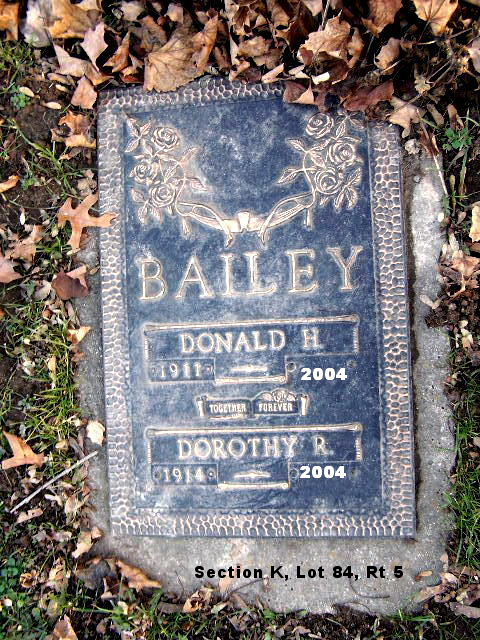 BAILEY
DONALD H.
1911 2004
TOGETHER FOREVER
DOROTHY R.
1914 2004
Section K, Lot 84, Rt 5